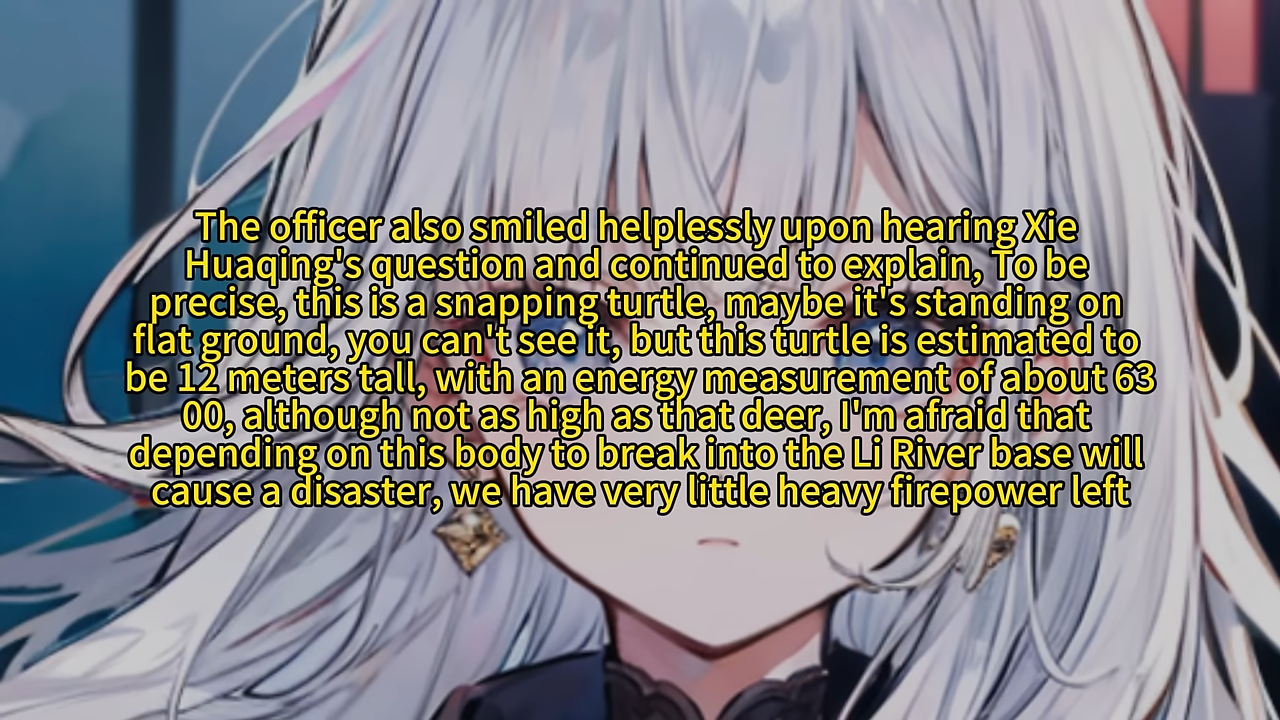 The officer also smiled helplessly upon hearing Xie
Huaqing's question and continued to explain, To be
precise, this is a snapping turtle, maybe it's standing on
flat ground, you can't see it, but this turtle is estimated to
be 12 meters tall, with an energy measurement of about 63
00, although not as high as that deer, I'm afraid that
depending on this body to break into the Li River base will
cause a disaster, we have very little heavy firepower left